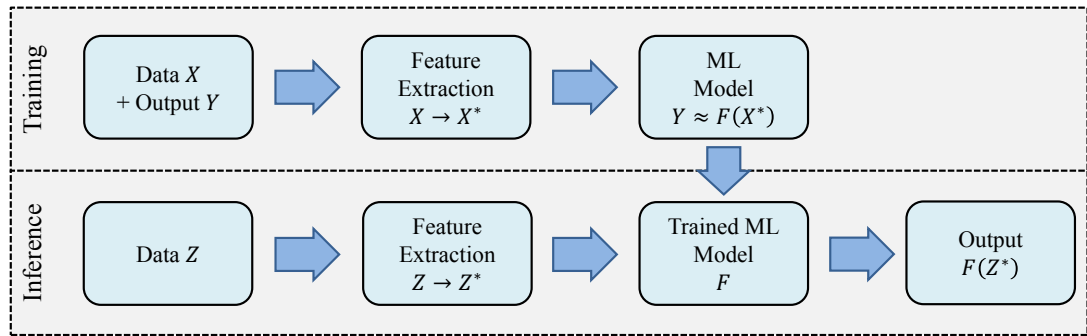 Training
Data X
+ Output Y
Feature
Extraction
X → X*
ML
Model
Y ≈ F(X*)
Inference
Data Z
Feature
Extraction
Z → Z*
Trained ML
Model
F
Output
F(Z*)